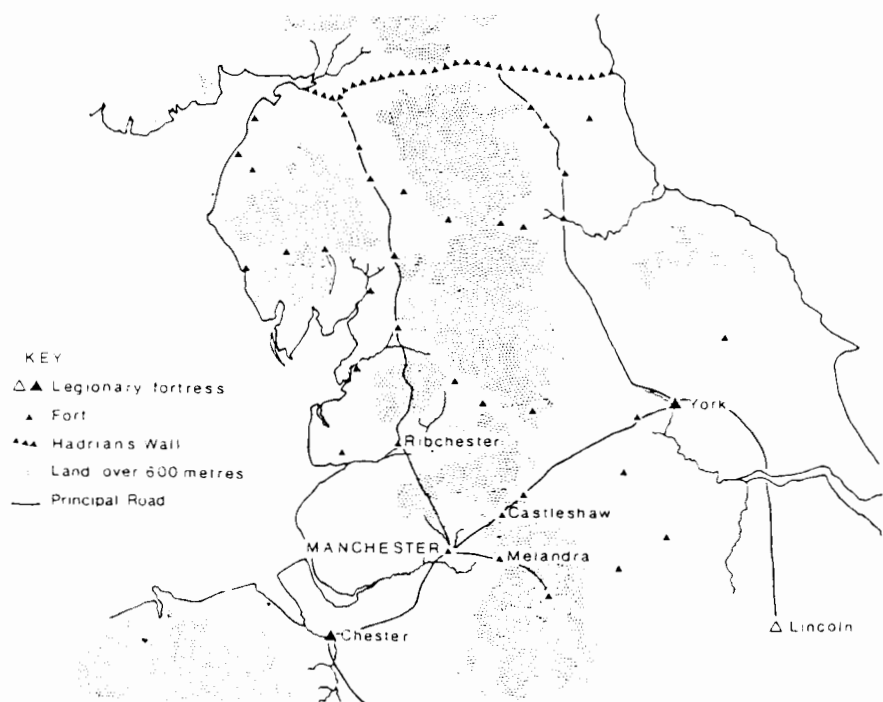 KEY
Legionary fortress
Fort
Hadrians Wall
Land over 600 metres
Principal Road
York
Ribchester
Castleshaw
MANCHESTER
Melandra
Chester
Lincoln